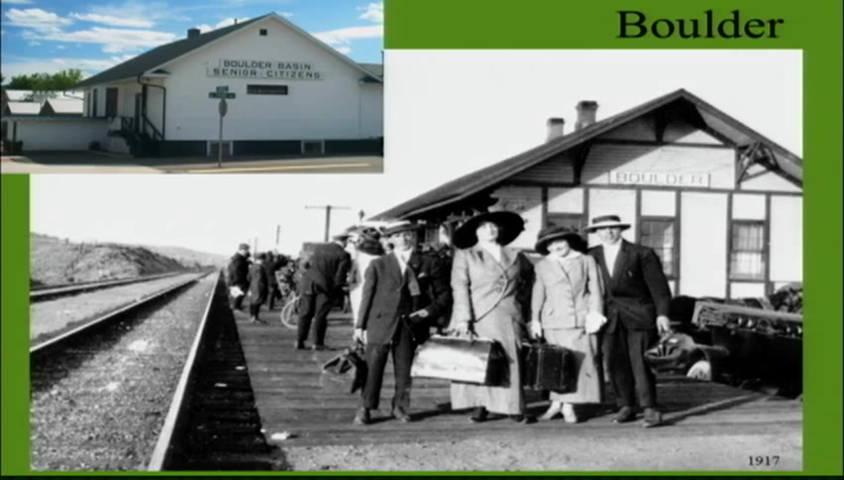 Boulder
BOULDER BASIN
SENIOR CITIZENS
BOULDER
1917